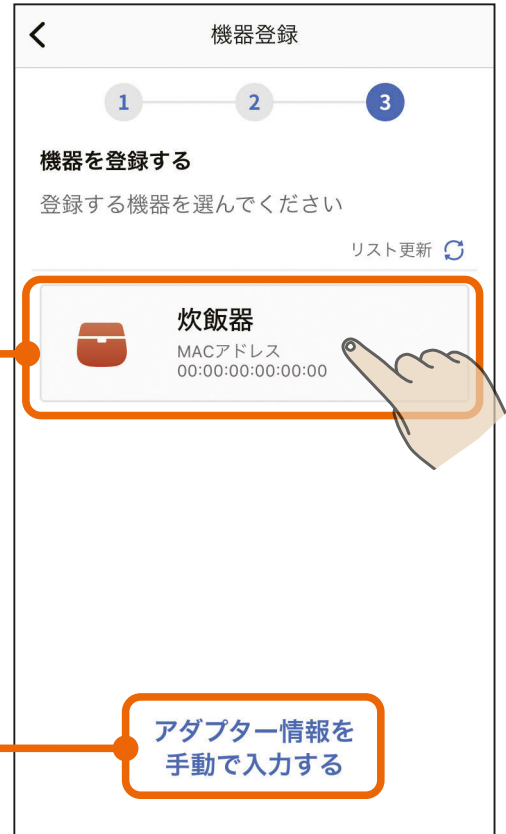 機器登録
1 2 3
機器を登録する
登録する機器を選んでください
リスト更新
炊飯器
MACアドレス
00:00:00:00:00:00
アダプター情報を
手動で入力する